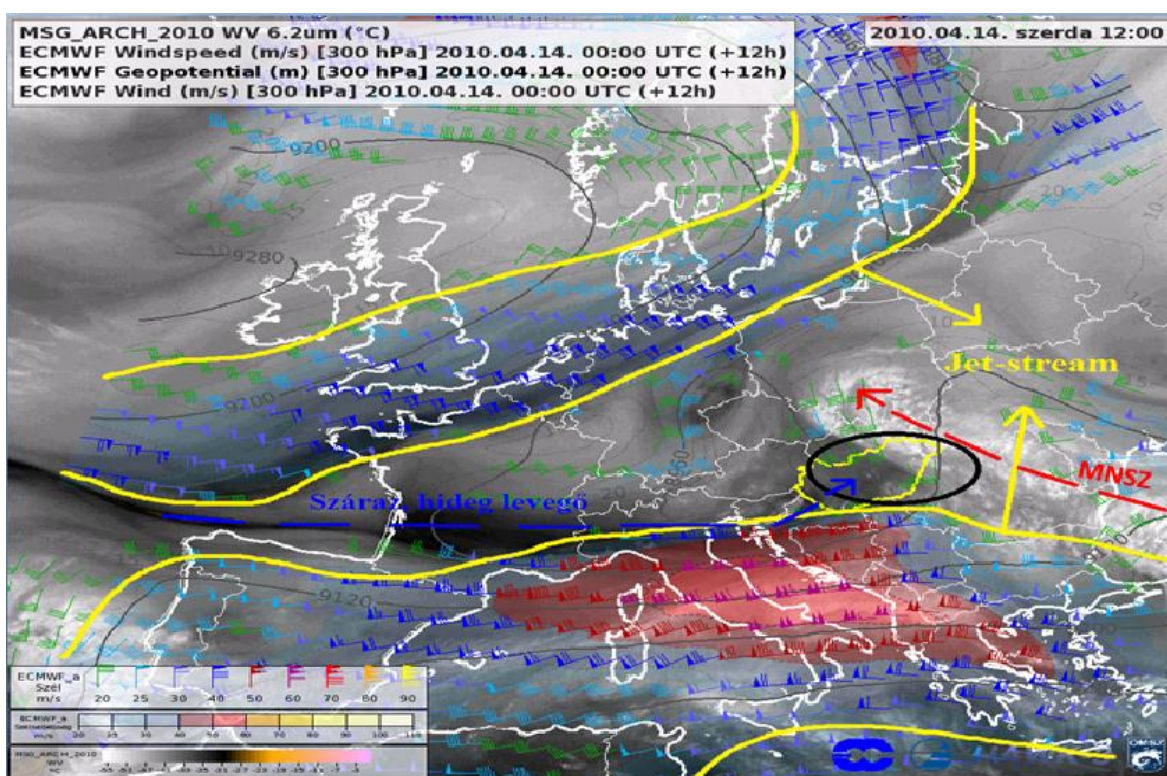 MSG_ARCH_2010 WV 6.2um (°C)
ECMWF Windspeed (m/s) [300 hPa] 2010.04.14. 00:00 UTC (+12h)
ECMWF Geopotential (m) [300 hPa] 2010.04.14. 00:00 UTC (+12h)
ECMWF Wind (m/s) [300 hPa] 2010.04.14. 00:00 UTC (+12h)
2010.04.14. szerda 12:00
9200
9280
9200
Jet-stream
MNSZ
Száraz, hideg levegő
9120
ECMWF_a
Szél
m/s
20 25 30 40 50 60 70 80 90
ECMWF_a
m/s
MSG_ARCH_2010
WV
°C